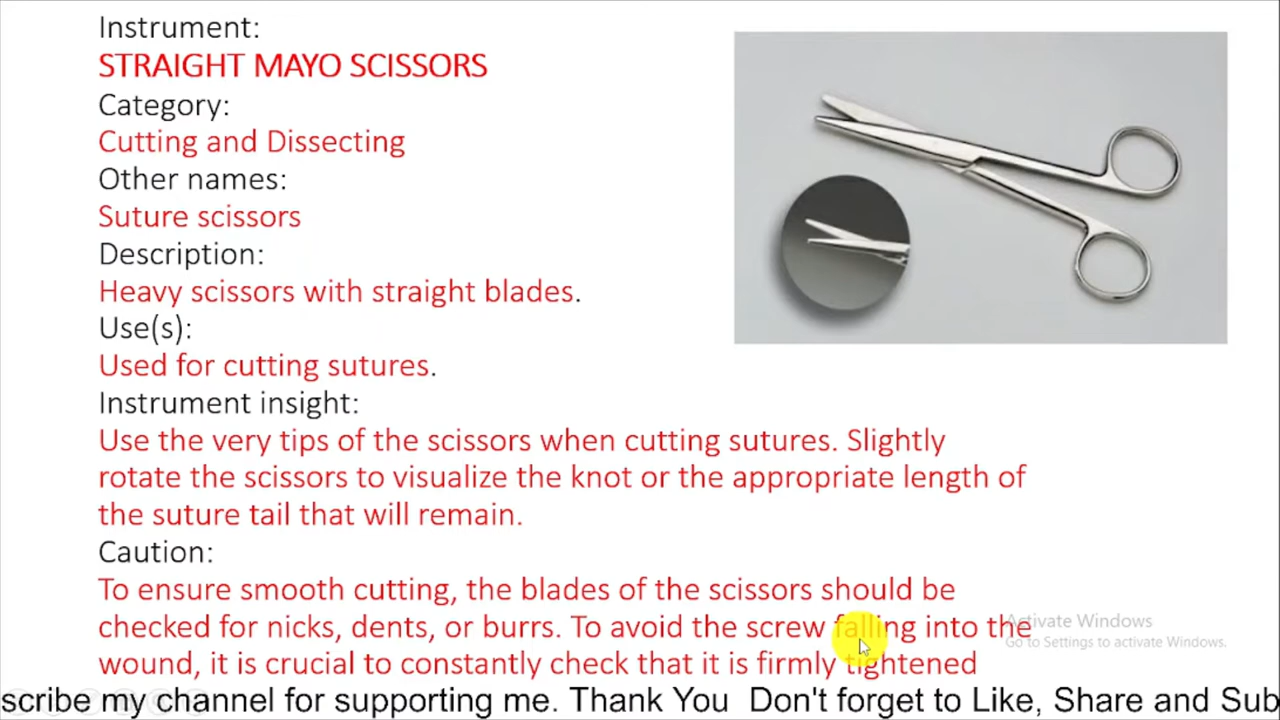 Instrument:
STRAIGHT MAYO SCISSORS
Category:
Cutting and Dissecting
Other names:
Suture scissors
Description:
Heavy scissors with straight blades.
Use(s):
Used for cutting sutures.
Instrument insight:
Use the very tips of the scissors when cutting sutures. Slightly
rotate the scissors to visualize the knot or the appropriate length of
the suture tail that will remain.
Caution:
To ensure smooth cutting, the blades of the scissors should be
checked for nicks, dents, or burrs. To avoid the screw falling into the
wound, it is crucial to constantly check that it is firmly tightened
Activate Windows
Go to Settings to activate Windows.
scribe my channel for supporting me. Thank You  Don't forget to Like, Share and Sub